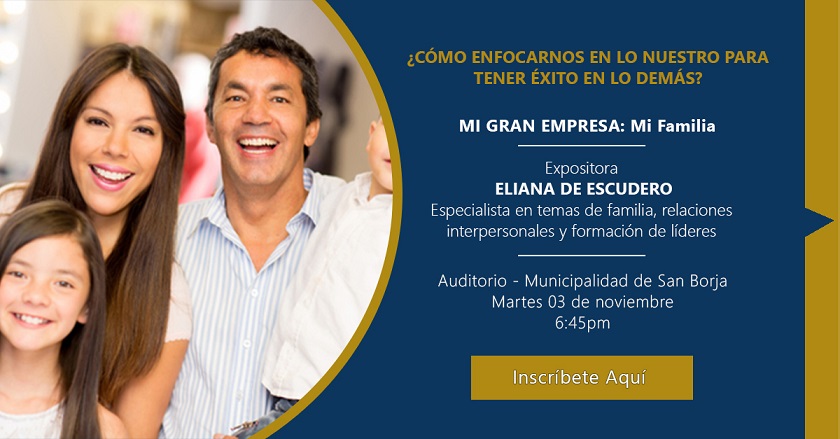 ¿CÓMO ENFOCARNOS EN LO NUESTRO PARA
TENER ÉXITO EN LO DEMÁS?
MI GRAN EMPRESA: Mi Familia
Expositora
ELIANA DE ESCUDERO
Especialista en temas de familia, relaciones
interpersonales y formación de líderes
Auditorio - Municipalidad de San Borja
Martes 03 de noviembre
6:45pm
Inscríbete Aquí